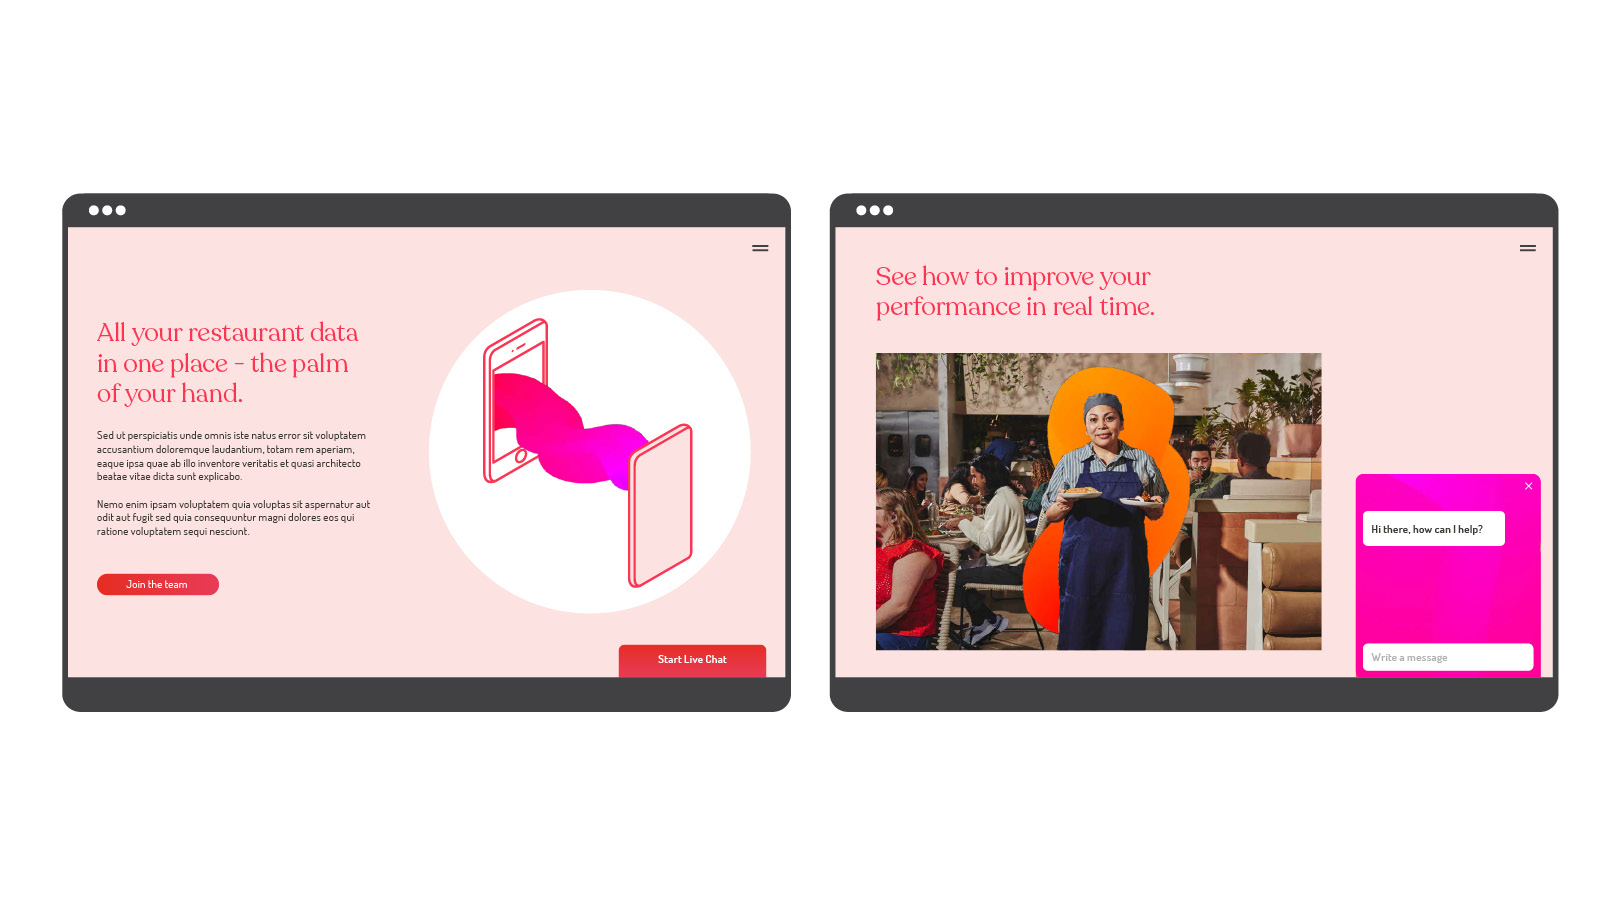 All your restaurant data
in one place - the palm
of your hand.
Sed ut perspiciatis unde omnis iste natus error sit voluptatem
accusantium doloremque laudantium, totam rem aperiam,
eaque ipsa quae ab illo inventore veritatis et quasi architecto
beatae vitae dicta sunt explicabo.
Nemo enim ipsam voluptatem quia voluptas sit aspernatur aut
odit aut fugit sed quia consequuntur magni dolores eos qui
ratione voluptatem sequi nesciunt.
Join the team
Start Live Chat
See how to improve your
performance in real time.
Hi there, how can I help?
Write a message